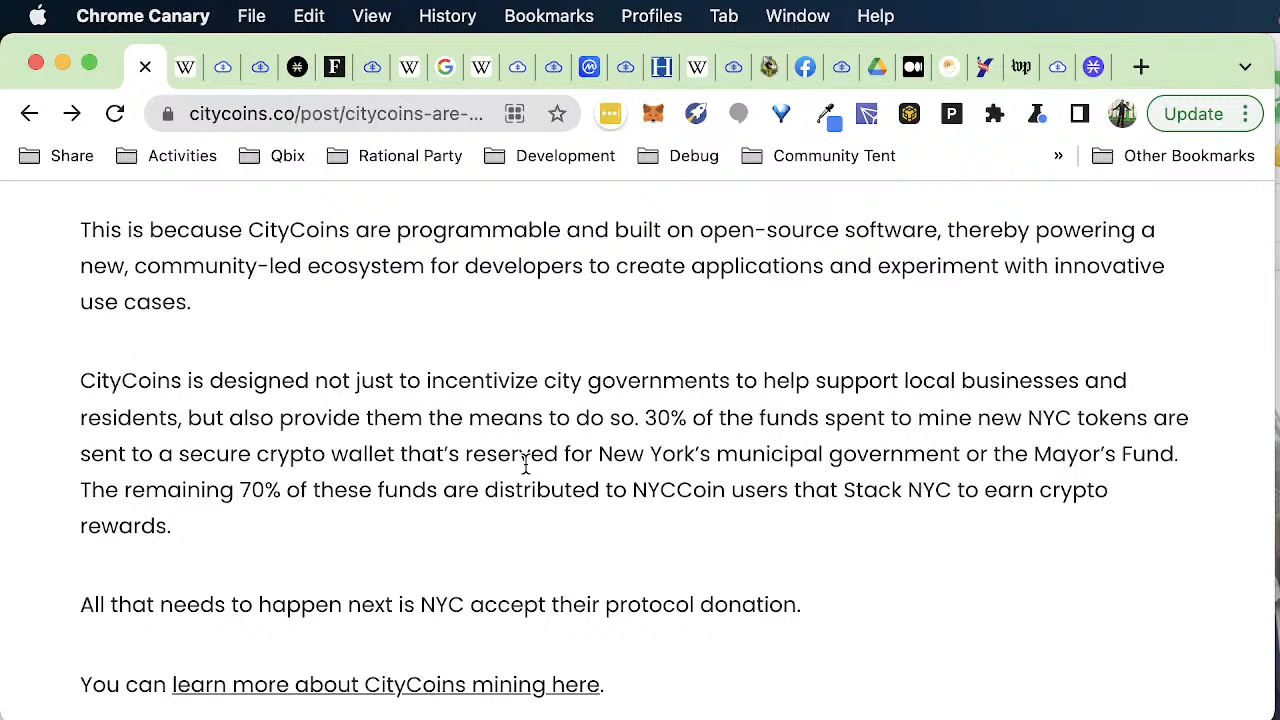 Chrome Canary File Edit View History Bookmarks Profiles Tab Window Help
citycoins.co/post/citycoins-are-... Update
Share Activities Qbix Rational Party Development Debug Community Tent » Other Bookmarks
This is because CityCoins are programmable and built on open-source software, thereby powering a
new, community-led ecosystem for developers to create applications and experiment with innovative
use cases.
CityCoins is designed not just to incentivize city governments to help support local businesses and
residents, but also provide them the means to do so. 30% of the funds spent to mine new NYC tokens are
sent to a secure crypto wallet that’s reserved for New York’s municipal government or the Mayor’s Fund.
The remaining 70% of these funds are distributed to NYCCoin users that Stack NYC to earn crypto
rewards.
All that needs to happen next is NYC accept their protocol donation.
You can learn more about CityCoins mining here.